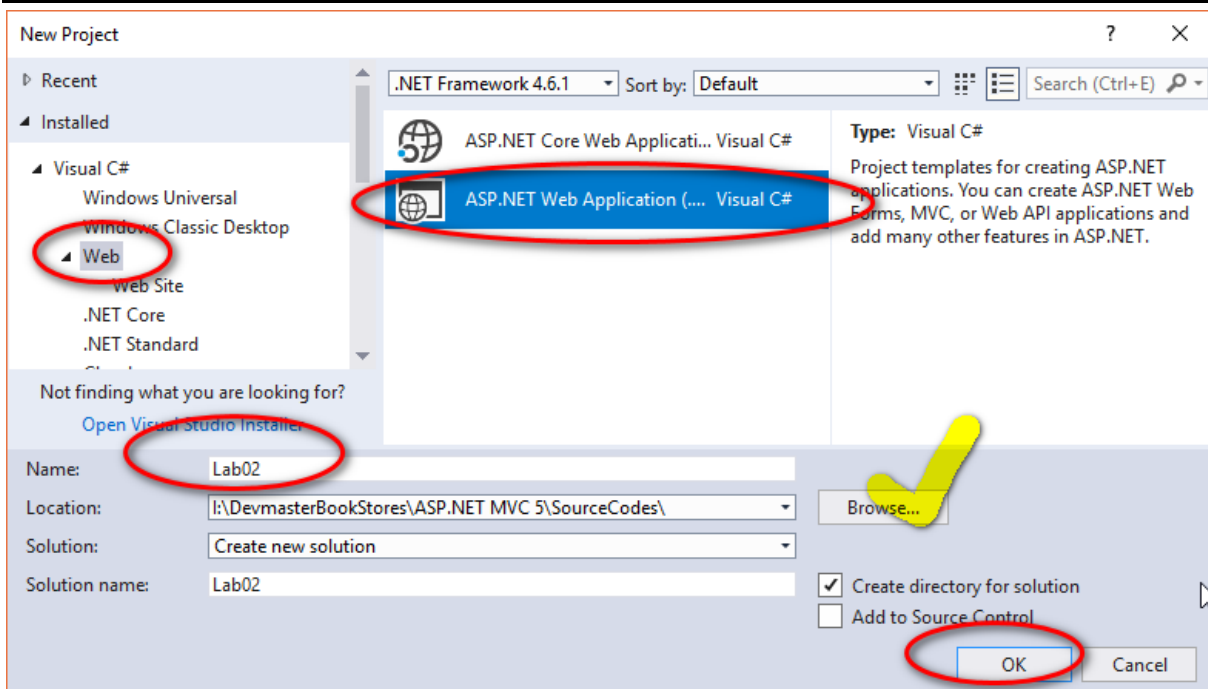 New Project
?
Recent
Installed
Visual C#
Windows Universal
Windows Classic Desktop
Web
Web Site
.NET Core
.NET Standard
Not finding what you are looking for?
Open Visual Studio Installer
.NET Framework 4.6.1
Sort by: Default
Search (Ctrl+E)
ASP.NET Core Web Applicati... Visual C#
ASP.NET Web Application (.... Visual C#
Type: Visual C#
Project templates for creating ASP.NET
applications. You can create ASP.NET Web
Forms, MVC, or Web API applications and
add many other features in ASP.NET.
Name: Lab02
Location: I:\DevmasterBookStores\ASP.NET MVC 5\SourceCodes\
Browse...
Solution: Create new solution
Solution name: Lab02
Create directory for solution
Add to Source Control
OK Cancel